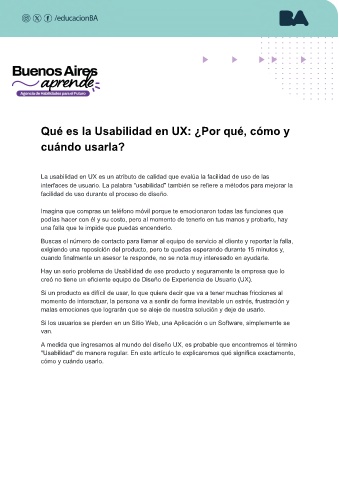 /educacionBA
BA
Buenos Aires
aprende
Agencia de Habilidades para el Futuro
Qué es la Usabilidad en UX: ¿Por qué, cómo y
cuándo usarla?
La usabilidad en UX es un atributo de calidad que evalúa la facilidad de uso de las
interfaces de usuario. La palabra "usabilidad" también se refiere a métodos para mejorar la
facilidad de uso durante el proceso de diseño.
Imagina que compras un teléfono móvil porque te emocionaron todas las funciones que
podías hacer con él y su costo, pero al momento de tenerlo en tus manos y probarlo, hay
una falla que te impide que puedas encenderlo.
Buscas el número de contacto para llamar al equipo de servicio al cliente y reportar la falla,
exigiendo una reposición del producto, pero te quedas esperando durante 15 minutos y,
cuando finalmente un asesor te responde, no se nota muy interesado en ayudarte.
Hay un serio problema de Usabilidad de ese producto y seguramente la empresa que lo
creó no tiene un eficiente equipo de Diseño de Experiencia de Usuario (UX).
Si un producto es difícil de usar, lo que quiere decir que va a tener muchas fricciones al
momento de interactuar, la persona va a sentir de forma inevitable un estrés, frustración y
malas emociones que lograrán que se aleje de nuestra solución y deje de usarlo.
Si los usuarios se pierden en un Sitio Web, una Aplicación o un Software, simplemente se
van.
A medida que ingresamos al mundo del diseño UX, es probable que encontremos el término
"Usabilidad" de manera regular. En este artículo te explicaremos qué significa exactamente,
cómo y cuándo usarlo.